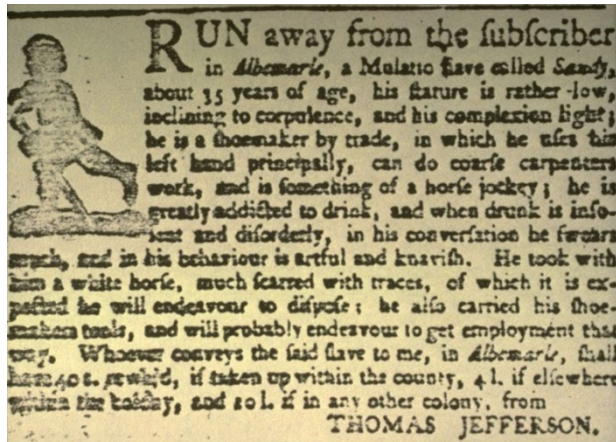 RUN away from the ſubſcriber
in Albemarle, a Mulatto ſlave called Sandy,
about 35 years of age, his ſtature is rather low,
inclining to corpulence, and his complexion light;
he is a ſhoemaker by trade, in which he uſes his
left hand principally, can do coarſe carpenters
work, and is ſomething of a horſe jockey; he is
greatly addicted to drink, and when drunk is inſo-
lent and diſorderly, in his converſation he ſwears
much, and in his behaviour is artful and knaviſh. He took with
him a white horſe, much ſcarred with traces, of which it is ex-
pected he will endeavour to diſpoſe; he alſo carried his ſhoe-
makers tools, and will probably endeavour to get employment that
way. Whoever conveys the ſaid ſlave to me, in Albemarle, ſhall
have 40 s. reward, if taken up within the county, 4 l. if elſewhere
within the colony, and 10 l. if in any other colony, from
THOMAS JEFFERSON.